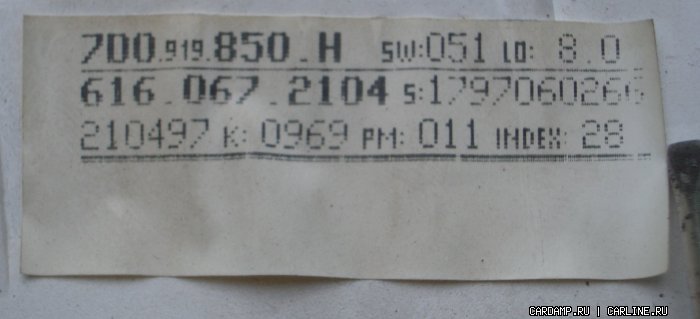 7D0.919.850.H SW:051 LO: 8.0
616.067.2104 S:1797060266
210497 K: 0969 PM: 011 INDEX: 28
CARDAMP.RU | CARLINE.RU